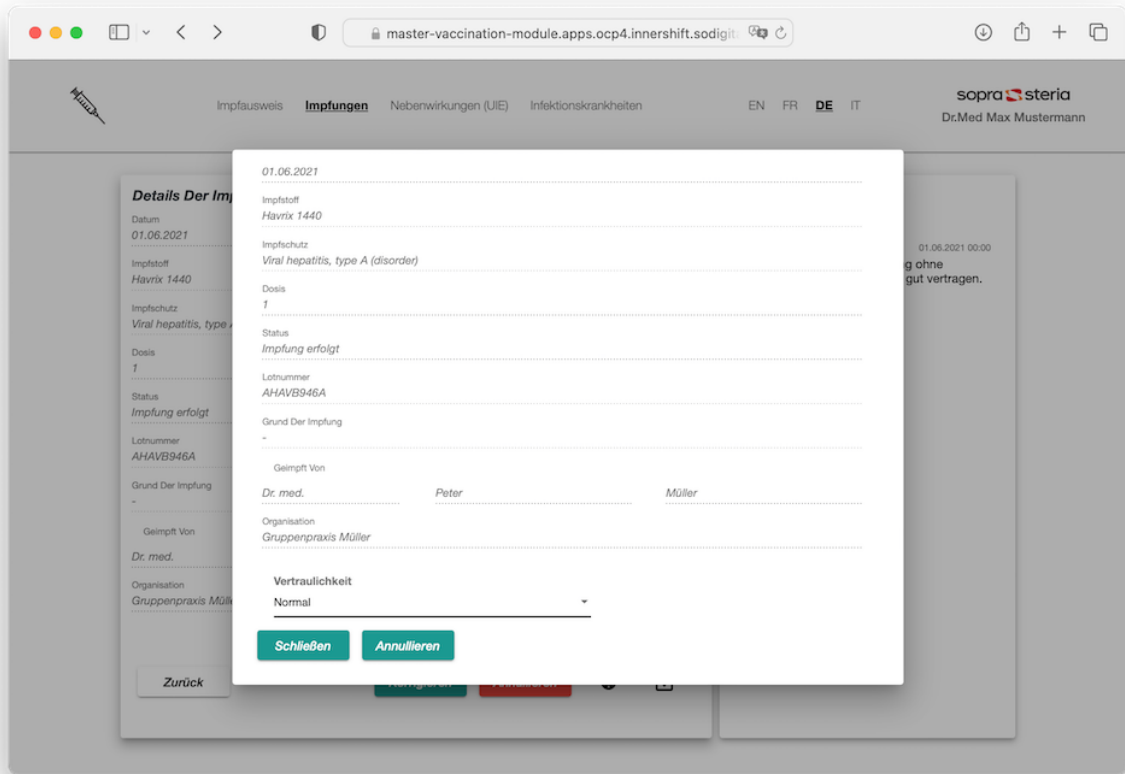 master-vaccination-module.apps.ocp4.innershift.sodigit
Impfausweis Impfungen Nebenwirkungen (UIE) Infektionskrankheiten EN FR DE IT
sopra steria
Dr.Med Max Mustermann
Details Der Im
Datum
01.06.2021
Impfstoff
Havrix 1440
Impfschutz
Viral hepatitis, type
Dosis
1
Status
Impfung erfolgt
Lotnummer
AHAVB946A
Grund Der Impfung
-
Geimpft Von
Dr. med.
Organisation
Gruppenpraxis Mülle
Zurück
01.06.2021
Impfstoff
Havrix 1440
Impfschutz
Viral hepatitis, type A (disorder)
Dosis
1
Status
Impfung erfolgt
Lotnummer
AHAVB946A
Grund Der Impfung
-
Geimpft Von
Dr. med. Peter Müller
Organisation
Gruppenpraxis Müller
Vertraulichkeit
Normal
Schließen Annullieren
01.06.2021 00:00
g ohne
gut vertragen.